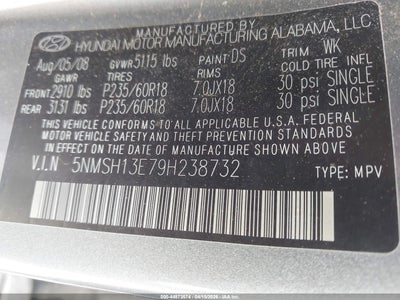 HYUNDAI MOTOR MANUFACTURING ALABAMA, LLC
Aug/05/08 GVWR 5115 lbs PAINT DS TRIM WK
GAWR TIRES RIMS COLD TIRE INFL
FRONT 2910 lbs P235/60R18 7.0JX18 30 psi SINGLE
REAR 3131 lbs P235/60R18 7.0JX18 30 psi SINGLE
THIS VEHICLE CONFORMS TO ALL APPLICABLE U.S.A. FEDERAL
MOTOR VEHICLE SAFETY AND THEFT PREVENTION STANDARDS
IN EFFECT ON THE DATE OF MANUFACTURE SHOWN ABOVE.
V.I.N - 5NMSH13E79H238732 TYPE: MPV